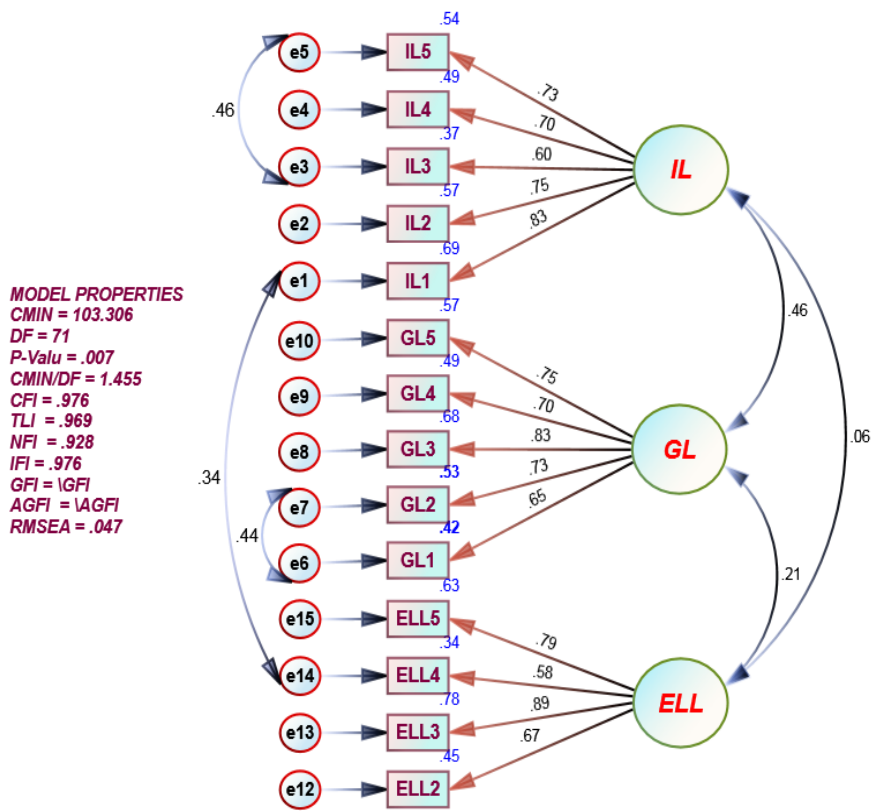 .54
e5 IL5
.49
.73
e4 IL4
.46
.70
.37
e3 IL3 .60 IL
.57
.75
e2 IL2
.83
.69
e1 IL1
.57
MODEL PROPERTIES
CMIN = 103.306
DF = 71
P-Valu = .007
CMIN/DF = 1.455
CFI = .976
TLI = .969
NFI = .928
IFI = .976
GFI = \GFI
AGFI = \AGFI
RMSEA = .047
.46
e10 GL5
.49
.75
e9 GL4
.70
.68
.06
e8 GL3 .83 GL
.53
.73
.34
e7 GL2
.65
.42
.44
e6 GL1
.63
.21
e15 ELL5
.34
.79
e14 ELL4 .58
.78
.89 ELL
e13 ELL3
.67
.45
e12 ELL2